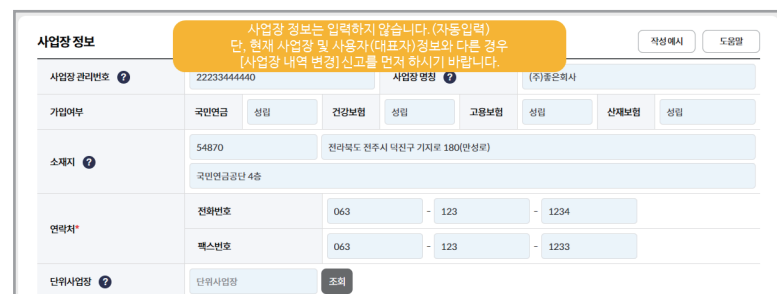 사업장 정보
사업장 정보는 입력하지 않습니다.(자동입력)
단, 현재 사업장 및 사용자(대표자)정보와 다른 경우
[사업장 내역 변경]신고를 먼저 하시기 바랍니다.
작성 예시 도움말
사업장 관리번호 ? 22233444440 사업장 명칭 ? (주)좋은회사
가입여부 국민연금 성립 건강보험 성립 고용보험 성립 산재보험 성립
소재지 ? 54870 전라북도 전주시 덕진구 기지로 180(만성로)
국민연금공단 4층
연락처* 전화번호 063 - 123 - 1234
팩스번호 063 - 123 - 1233
단위사업장 ? 단위사업장 조회